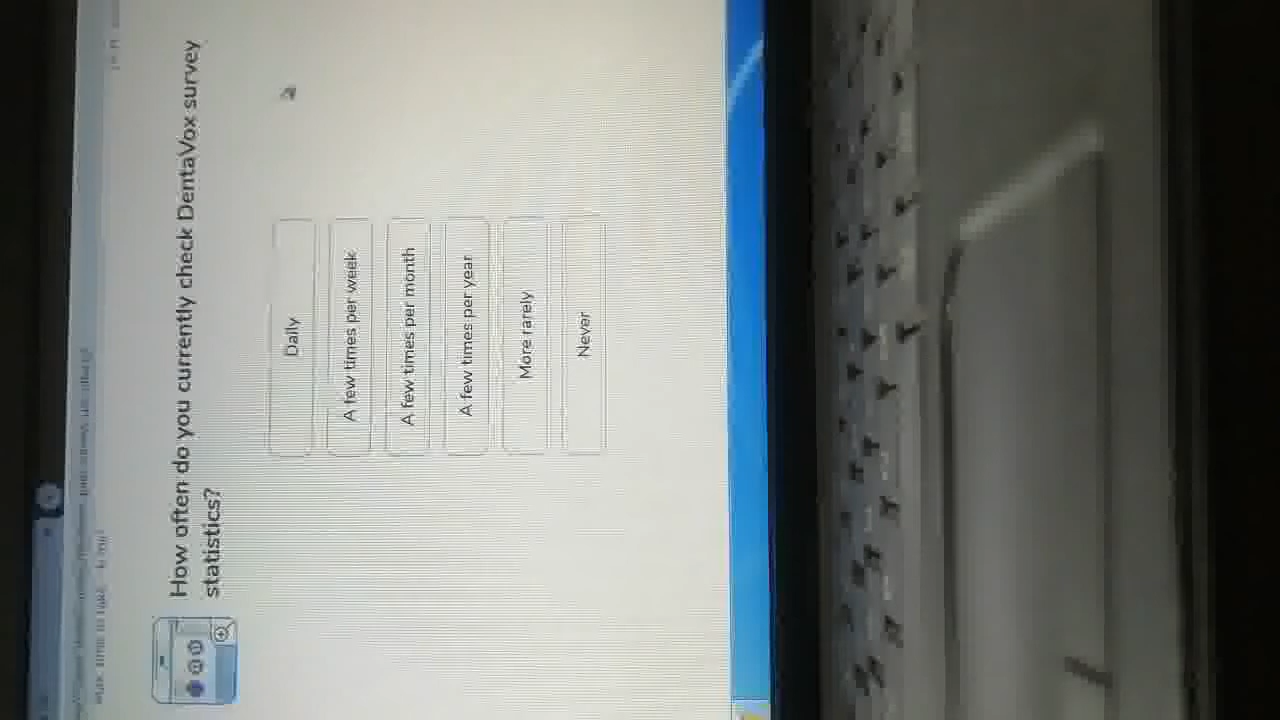 How often do you currently check DentaVox survey
statistics?
Daily
A few times per week
A few times per month
A few times per year
More rarely
Never